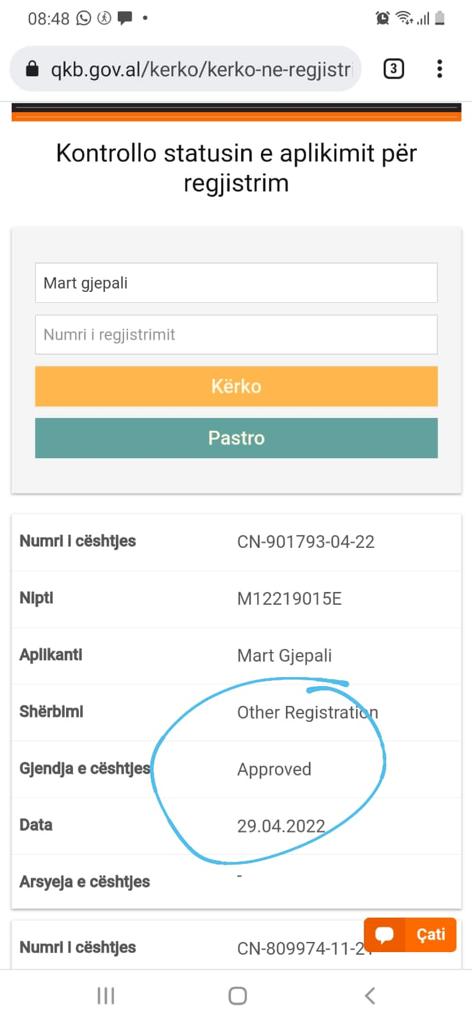 08:48
qkb.gov.al/kerko/kerko-ne-regjistri
3
Kontrollo statusin e aplikimit për
regjistrim
Mart gjepali
Numri i regjistrimit
Kërko
Pastro
Numri i cështjes CN-901793-04-22
Nipti M12219015E
Aplikanti Mart Gjepali
Shërbimi Other Registration
Gjendja e cështjes Approved
Data 29.04.2022
Arsyeja e cështjes -
Çati
Numri i cështjes CN-809974-11-2